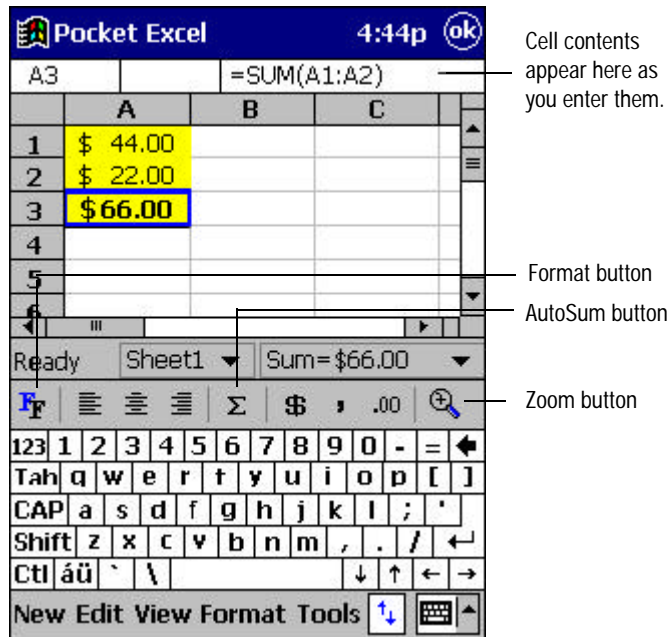 Pocket Excel 4:44p ok
A3 =SUM(A1:A2)
Cell contents
appear here as
you enter them.
A B C
1 $ 44.00
2 $ 22.00
3 $66.00
4
5
6
Format button
AutoSum button
Ready Sheet1 Sum=$66.00
FF Σ $ , .00
Zoom button
123 1 2 3 4 5 6 7 8 9 0 - =
Tab q w e r t y u i o p [ ]
CAP a s d f g h j k l ; '
Shift z x c v b n m , . /
Ctl áü ` \ ↓ ↑ ← →
New Edit View Format Tools